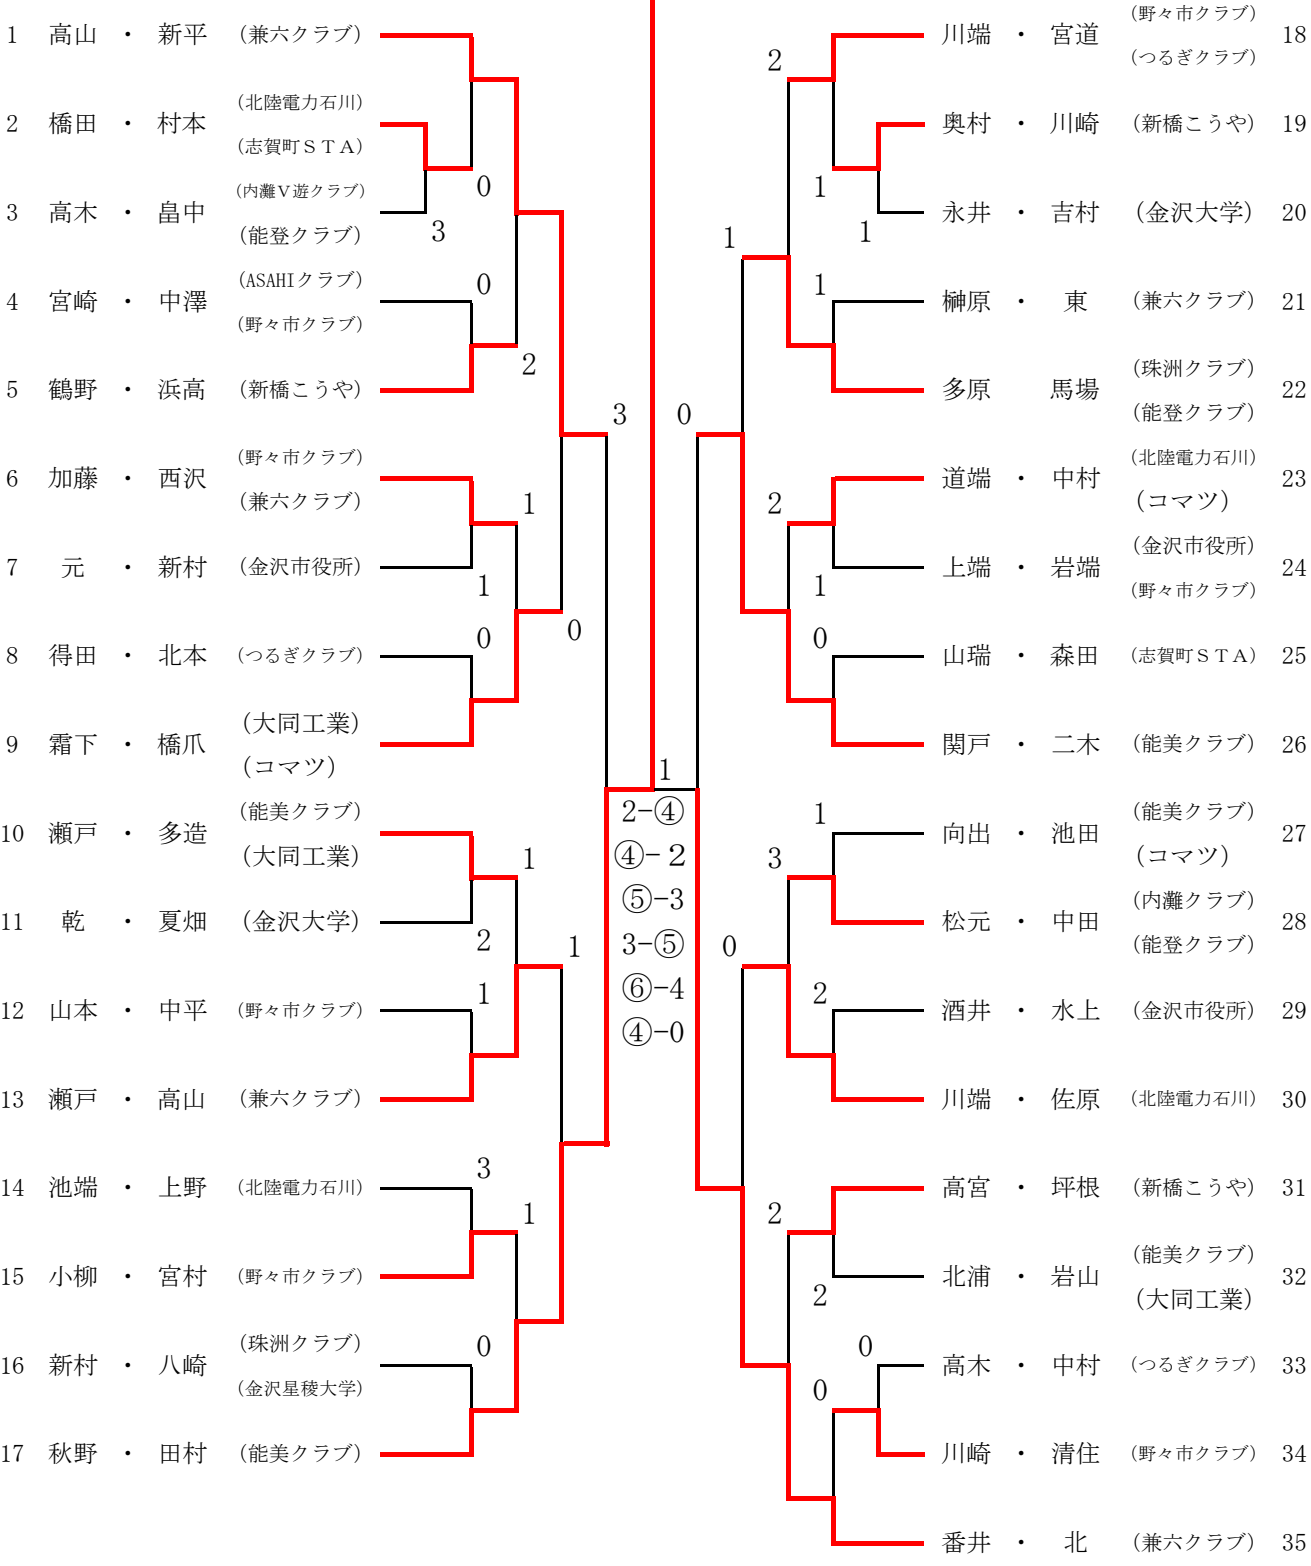 1 高山 ・ 新平 (兼六クラブ)
2 橋田 ・ 村本 (北陸電力石川)
(志賀町ＳＴＡ)
0
3 高木 ・ 畠中 (内灘Ｖ遊クラブ)
(能登クラブ)
3
4 宮崎 ・ 中澤 (ASAHIクラブ)
(野々市クラブ)
0
5 鶴野 ・ 浜高 (新橋こうや)
2
3
6 加藤 ・ 西沢 (野々市クラブ)
(兼六クラブ)
1
7 元 ・ 新村 (金沢市役所)
1
0
8 得田 ・ 北本 (つるぎクラブ)
0
9 霜下 ・ 橋爪 (大同工業)
(コマツ)
10 瀬戸 ・ 多造 (能美クラブ)
(大同工業)
1
11 乾 ・ 夏畑 (金沢大学)
2
1
12 山本 ・ 中平 (野々市クラブ)
1
13 瀬戸 ・ 高山 (兼六クラブ)
14 池端 ・ 上野 (北陸電力石川)
3
1
15 小柳 ・ 宮村 (野々市クラブ)
16 新村 ・ 八崎 (珠洲クラブ)
(金沢星稜大学)
0
17 秋野 ・ 田村 (能美クラブ)
1
2-④
④-２
⑤-3
3-⑤
⑥-4
④-0
川端 ・ 宮道 (野々市クラブ) 18
(つるぎクラブ)
2
奥村 ・ 川崎 (新橋こうや) 19
1
永井 ・ 吉村 (金沢大学) 20
1
1
榊原 ・ 東 (兼六クラブ) 21
1
多原 馬場 (珠洲クラブ) 22
(能登クラブ)
0
道端 ・ 中村 (北陸電力石川) 23
(コマツ)
2
上端 ・ 岩端 (金沢市役所) 24
(野々市クラブ)
1
山瑞 ・ 森田 (志賀町ＳＴＡ) 25
0
関戸 ・ 二木 (能美クラブ) 26
向出 ・ 池田 (能美クラブ) 27
(コマツ)
1
3
松元 ・ 中田 (内灘クラブ) 28
(能登クラブ)
0
酒井 ・ 水上 (金沢市役所) 29
2
川端 ・ 佐原 (北陸電力石川) 30
高宮 ・ 坪根 (新橋こうや) 31
2
北浦 ・ 岩山 (能美クラブ) 32
(大同工業)
2
高木 ・ 中村 (つるぎクラブ) 33
0
0
川崎 ・ 清住 (野々市クラブ) 34
番井 ・ 北 (兼六クラブ) 35